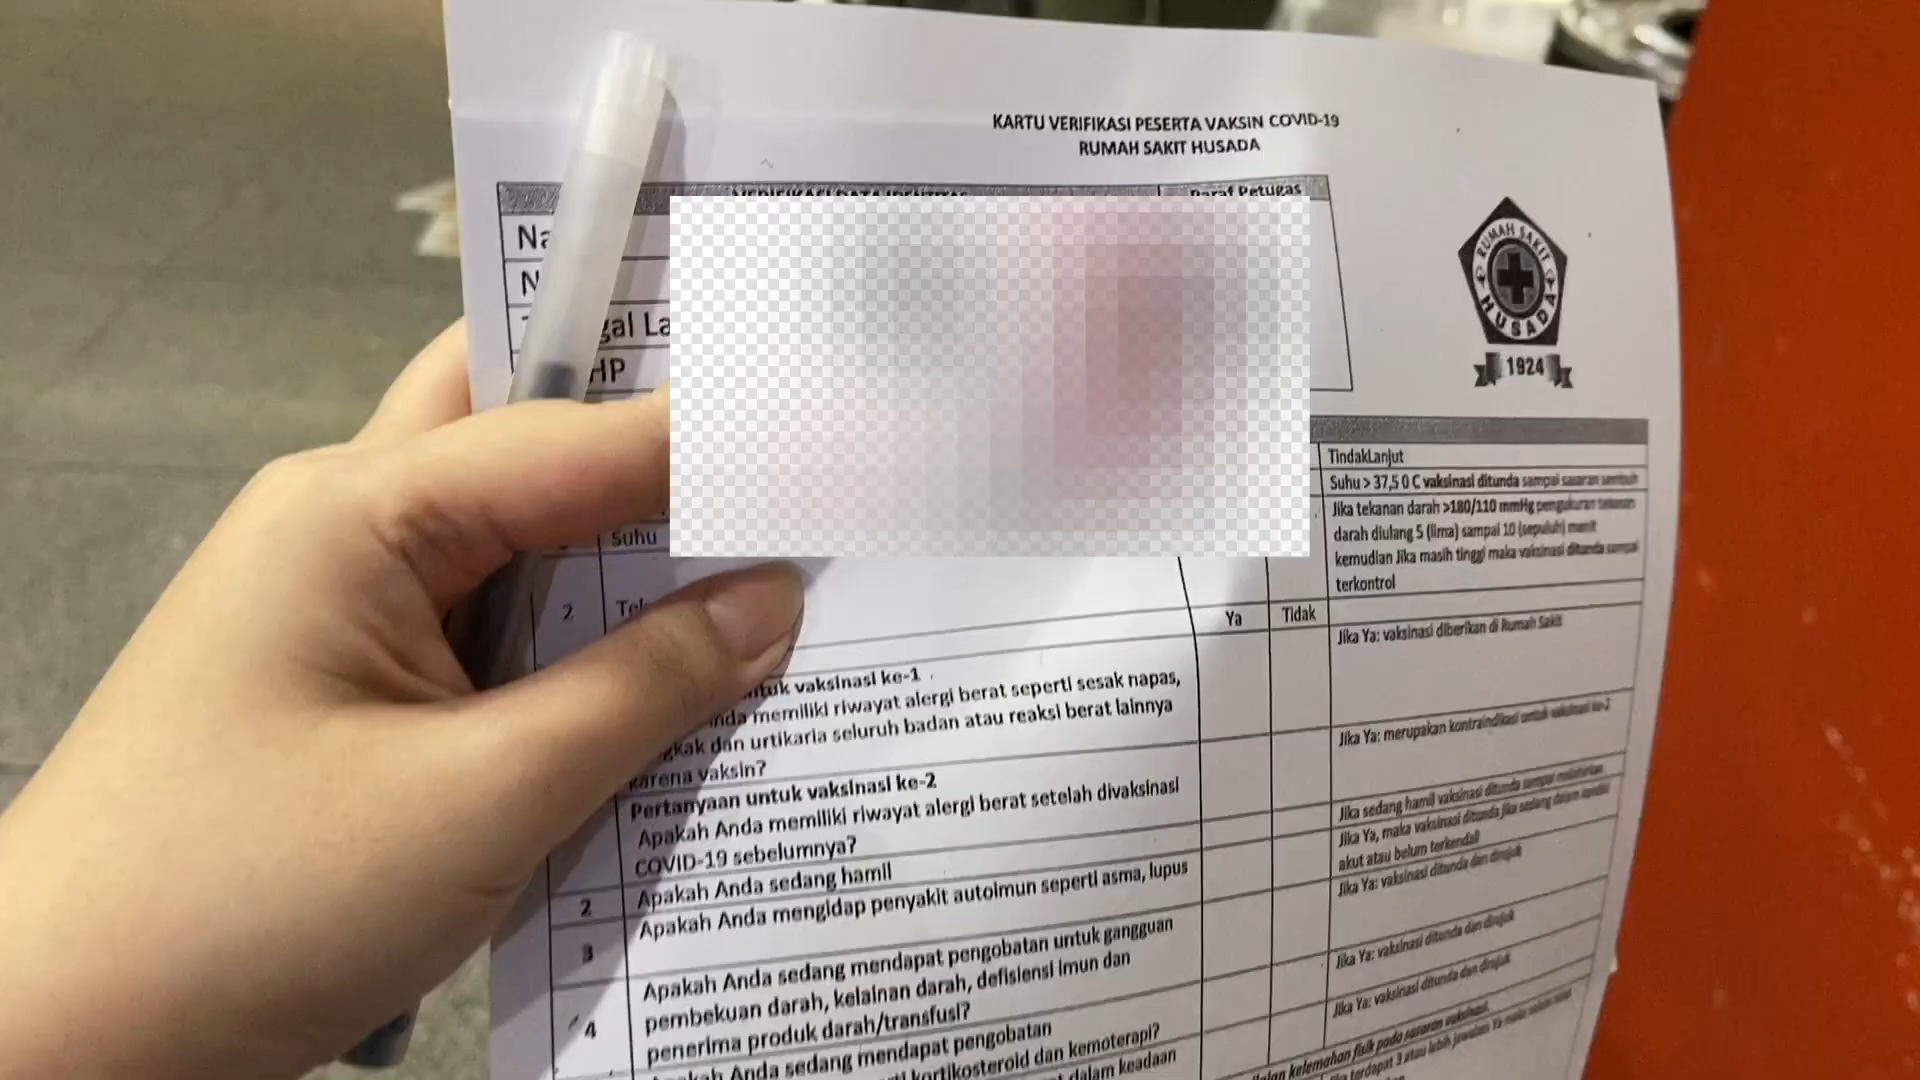 KARTU VERIFIKASI PESERTA VAKSIN COVID-19
RUMAH SAKIT HUSADA
VERIFIKASI DATA IDENTITAS
Paraf Petugas
RUMAH SAKIT
HUSADA
1924
HP
TindakLanjut
Suhu
Suhu > 37,5 0 C vaksinasi ditunda sampai sasaran sembuh
Jika tekanan darah >180/110 mmHg pengukuran tekanan
darah diulang 5 (lima) sampai 10 (sepuluh) menit
kemudian Jika masih tinggi maka vaksinasi ditunda sampai
terkontrol
2
Ya
Tidak
Jika Ya: vaksinasi diberikan di Rumah Sakit
vaksinasi ke-1
memiliki riwayat alergi berat seperti sesak napas,
dan urtikaria seluruh badan atau reaksi berat lainnya
karena vaksin?
Pertanyaan untuk vaksinasi ke-2
Apakah Anda memiliki riwayat alergi berat setelah divaksinasi
COVID-19 sebelumnya?
Jika Ya: merupakan kontraindikasi untuk vaksinasi ke-2
2
Apakah Anda sedang hamil
Jika sedang hamil vaksinasi ditunda sampai melahirkan
3
Apakah Anda mengidap penyakit autoimun seperti asma, lupus
Jika Ya, maka vaksinasi ditunda jika sedang dalam kondisi
akut atau belum terkendali
4
Apakah Anda sedang mendapat pengobatan untuk gangguan
pembekuan darah, kelainan darah, defisiensi imun dan
penerima produk darah/transfusi?
Jika Ya: vaksinasi ditunda dan dirujuk
Anda sedang mendapat pengobatan
kortikosteroid dan kemoterapi?
Jika Ya: vaksinasi ditunda dan dirujuk
dalam keadaan
Jika Ya: vaksinasi ditunda dan dirujuk
kelemahan fisik pada sasaran vaksinasi.
terdapat 3 atau lebih jawaban Ya maka vaksin